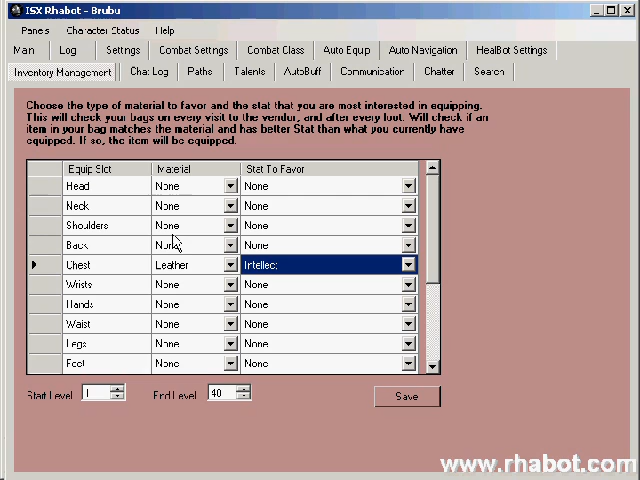 ISX Rhabot - Brubu
Panels Character Status Help
Main Log Settings Combat Settings Combat Class Auto Equip Auto Navigation HealBot Settings
Inventory Management Chat Log Paths Talents AutoBuff Communication Chatter Search
Choose the type of material to favor and the stat that you are most interested in equipping.
This will check your bags on every visit to the vendor, and after every loot. Will check if an
item in your bag matches the material and has better Stat than what you currently have
equipped. If so, the item will be equipped.
Equip Slot Material Stat To Favor
Head None None
Neck None None
Shoulders None None
Back None None
Chest Leather Intellect
Wrists None None
Hands None None
Waist None None
Legs None None
Feet None None
Start Level 1 End Level 40 Save
www.rhabot.com